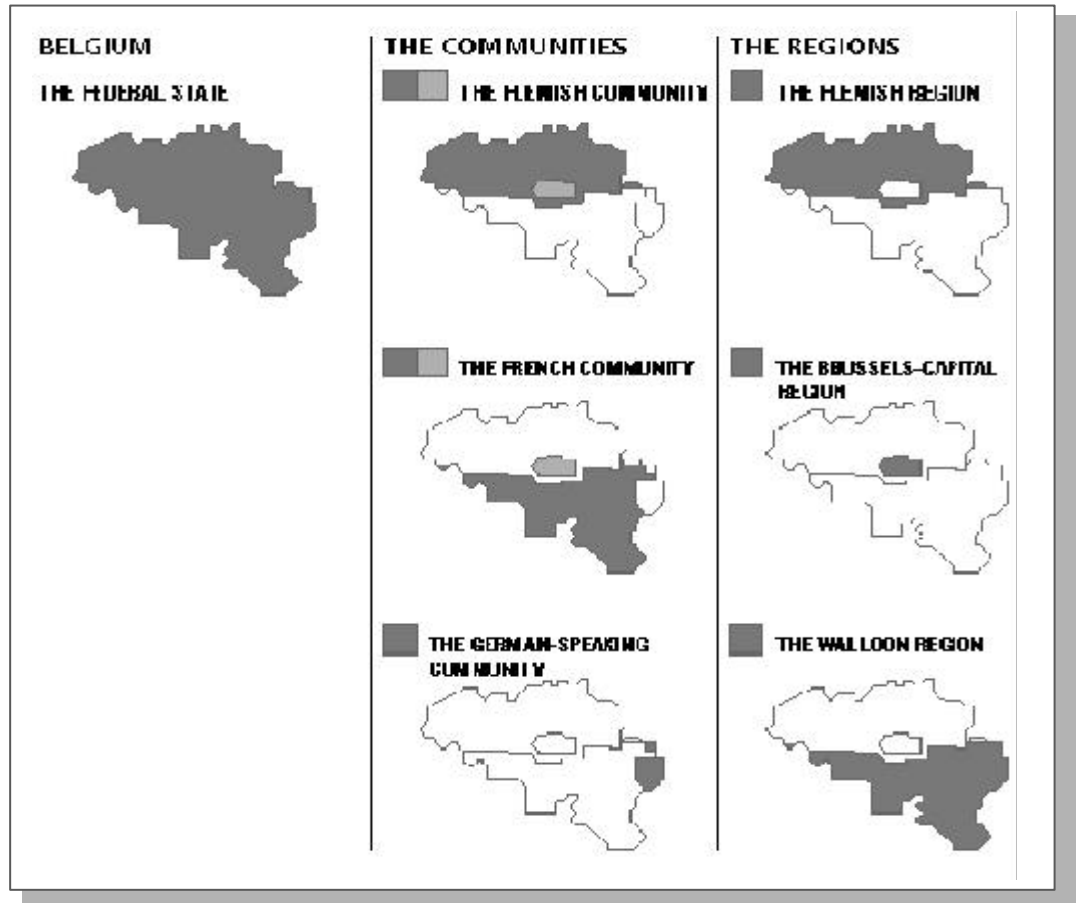 BELGIUM
THE FEDERAL STATE
THE COMMUNITIES
THE FLEMISH COMMUNITY
THE FRENCH COMMUNITY
THE GERMAN-SPEAKING
COMMUNITY
THE REGIONS
THE FLEMISH REGION
THE BRUSSELS-CAPITAL
REGION
THE WALLOON REGION